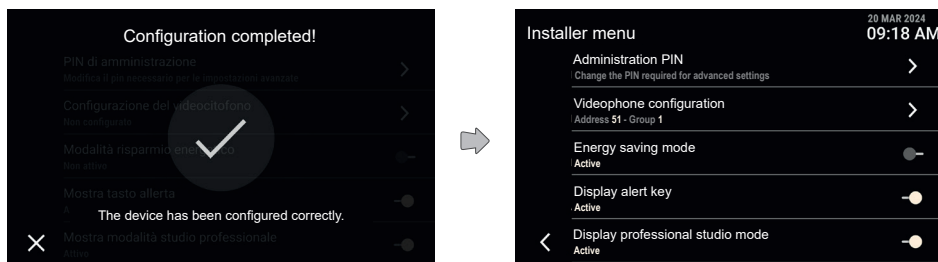 Configuration completed!
PIN di amministrazione
Modifica il pin necessario per le impostazioni avanzate
Configurazione del videocitofono
Non configurato
Modalità risparmio energetico
Non attivo
Mostra tasto allerta
A
The device has been configured correctly.
Mostra modalità studio professionale
Attivo
20 MAR 2024
Installer menu
09:18 AM
Administration PIN
Change the PIN required for advanced settings
Videophone configuration
Address 51 - Group 1
Energy saving mode
Active
Display alert key
Active
Display professional studio mode
Active